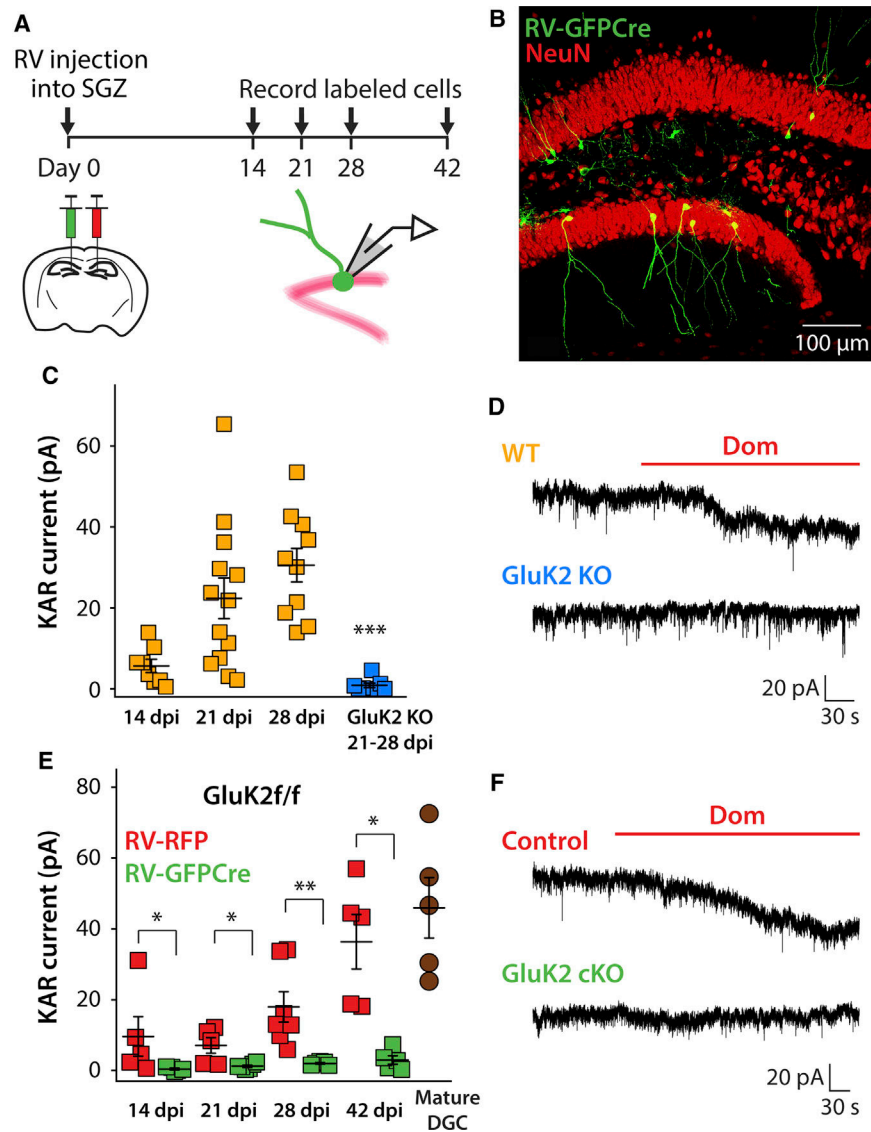 A
RV injection
into SGZ
Record labeled cells
Day 0
14
21
28
42
B
RV-GFPCre
NeuN
100 µm
C
KAR current (pA)
60
40
20
0
***
14 dpi
21 dpi
28 dpi
GluK2 KO
21-28 dpi
D
WT
Dom
GluK2 KO
20 pA
30 s
E
KAR current (pA)
80
60
40
20
0
GluK2f/f
RV-RFP
RV-GFPCre
*
*
**
*
14 dpi
21 dpi
28 dpi
42 dpi
Mature
DGC
F
Control
Dom
GluK2 cKO
20 pA
30 s